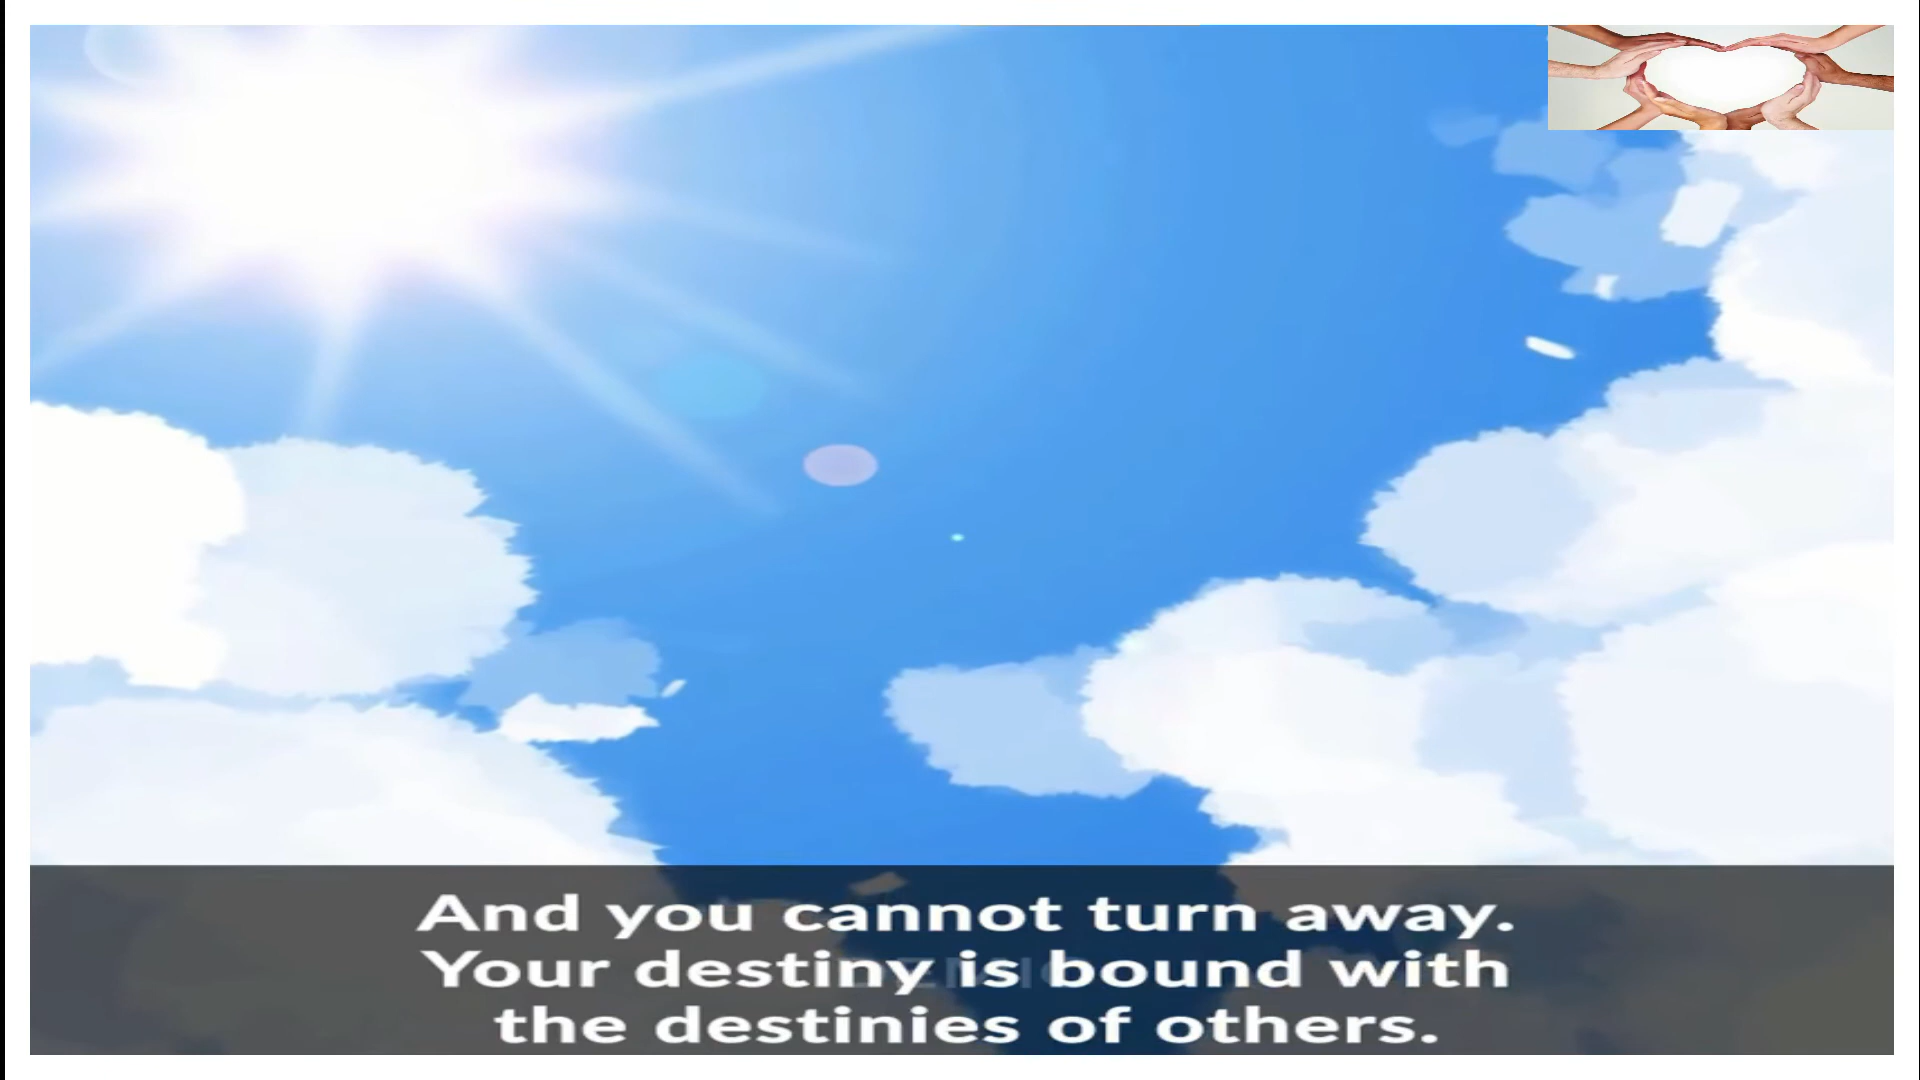 And you cannot turn away.
Your destiny is bound with
the destinies of others.